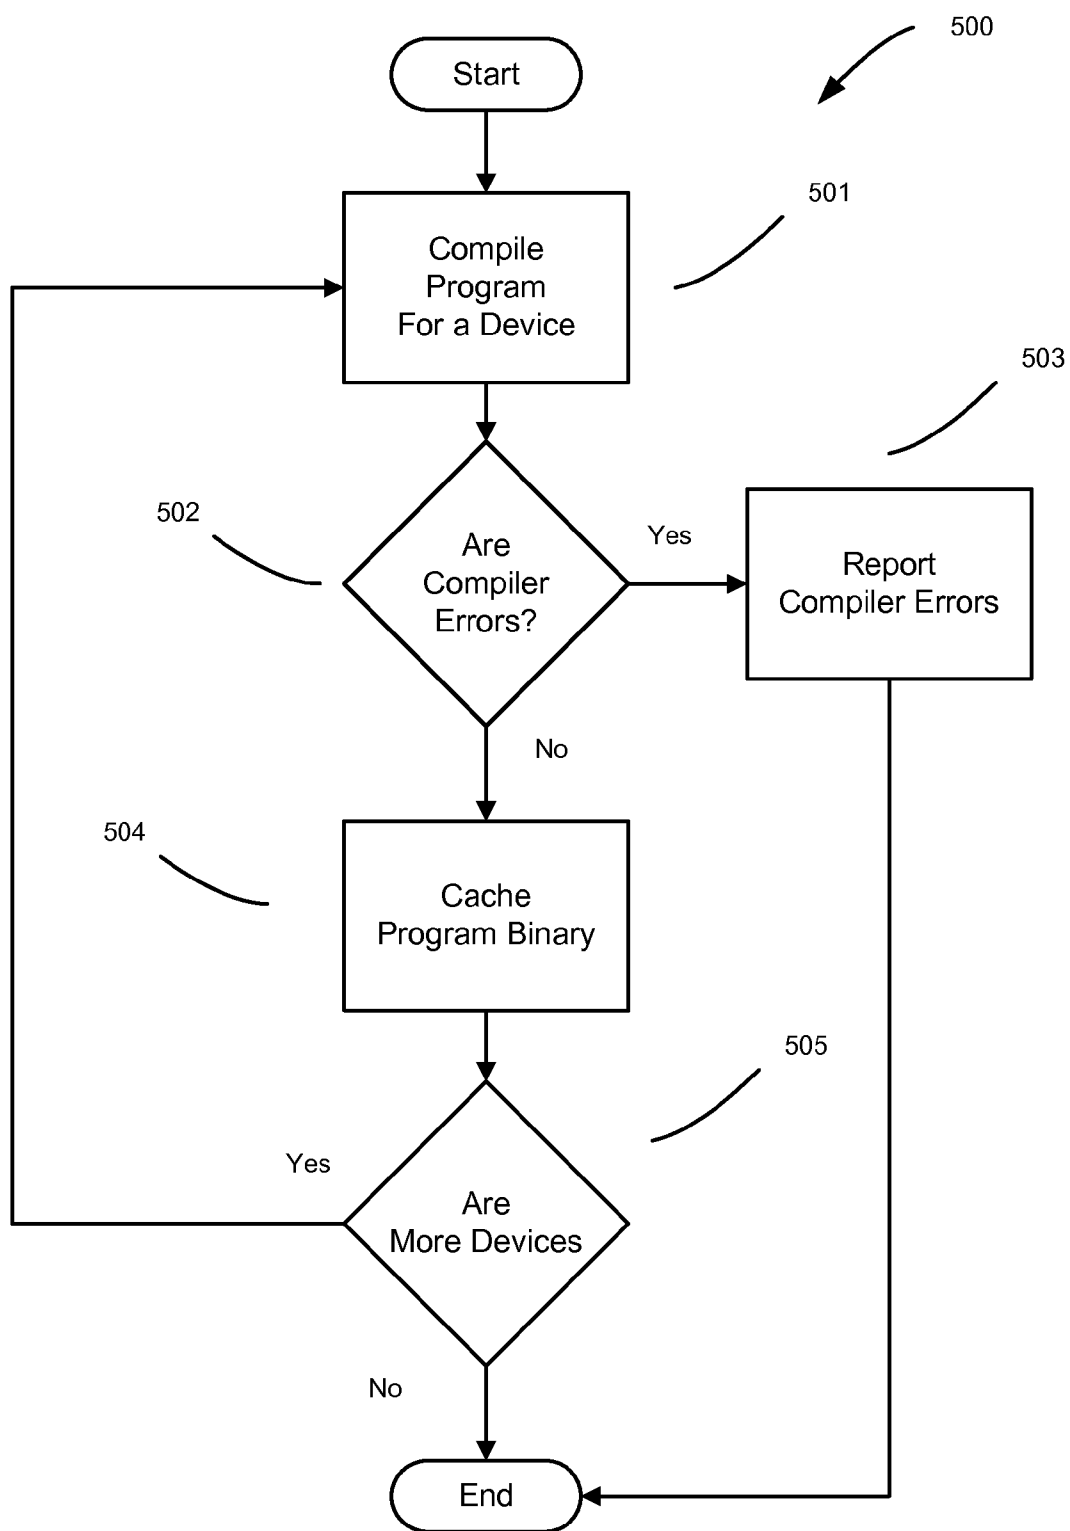 500
Start
501
Compile
Program
For a Device
503
502
Are
Compiler
Errors?
Yes
Report
Compiler Errors
No
504
Cache
Program Binary
505
Yes
Are
More Devices
No
End